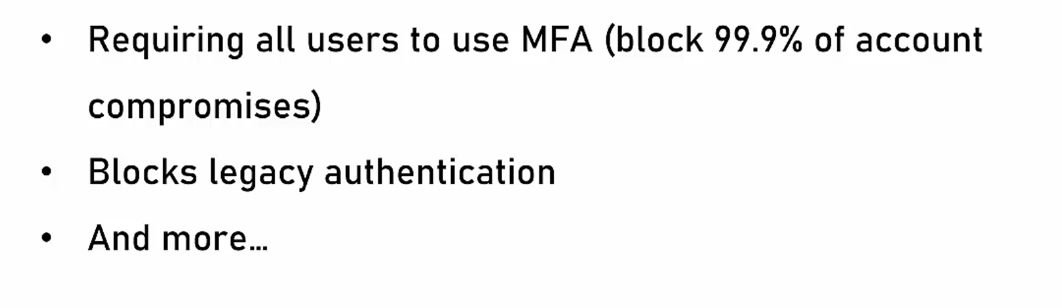 • Requiring all users to use MFA (block 99.9% of account
compromises)
• Blocks legacy authentication
• And more...